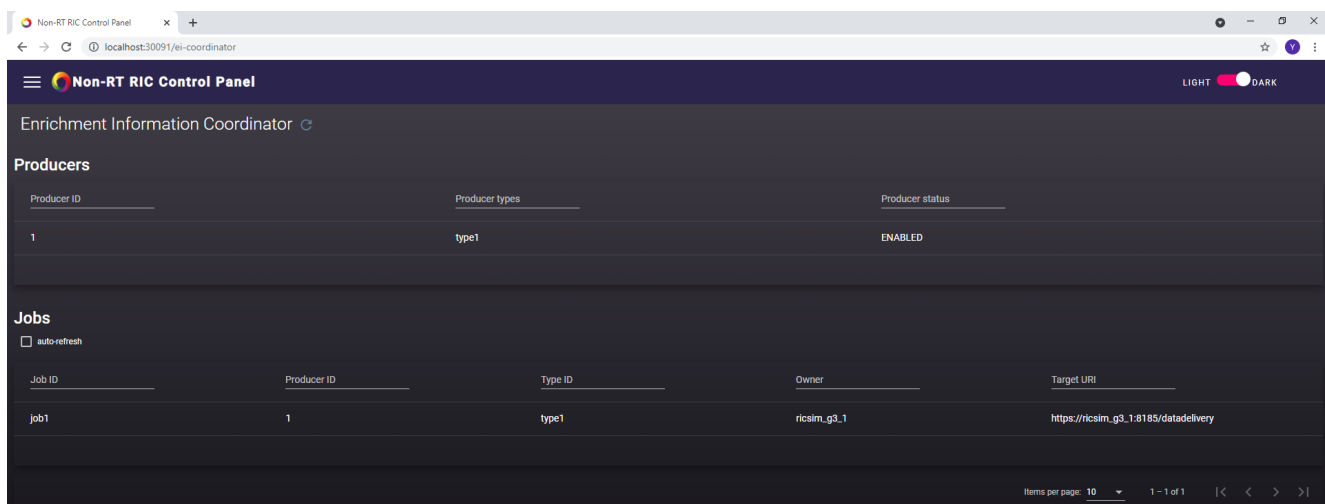 Non-RT RIC Control Panel
localhost:30091/ei-coordinator
Y
Non-RT RIC Control Panel
LIGHT DARK
Enrichment Information Coordinator
Producers
Producer ID Producer types Producer status
1 type1 ENABLED
Jobs
auto-refresh
Job ID Producer ID Type ID Owner Target URI
job1 1 type1 ricsim_g3_1 https://ricsim_g3_1:8185/datadelivery
Items per page: 10 1 – 1 of 1